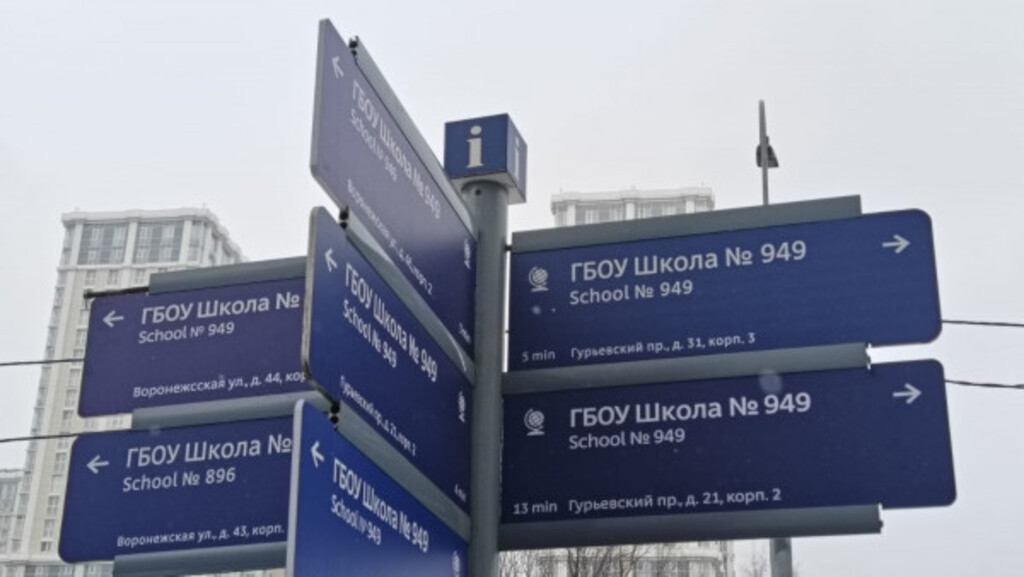 i
i
ГБОУ Школа № 949
School № 949
ГБОУ Школа № 949
School № 949
Гурьевский пр., д. 21, корп. 2
ГБОУ Школа № 949
School № 949
ГБОУ Школа №
School № 949
Воронежсская ул., д. 44, кор
ГБОУ Школа №
School № 896
Воронежская ул., д. 43, корп.
ГБОУ Школа № 949
School № 949
5 min Гурьевский пр., д. 31, корп. 3
ГБОУ Школа № 949
School № 949
13 min Гурьевский пр., д. 21, корп. 2